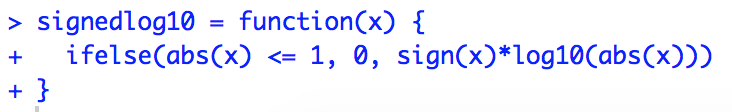 > signedlog10 = function(x) {
+   ifelse(abs(x) <= 1, 0, sign(x)*log10(abs(x)))
+ }